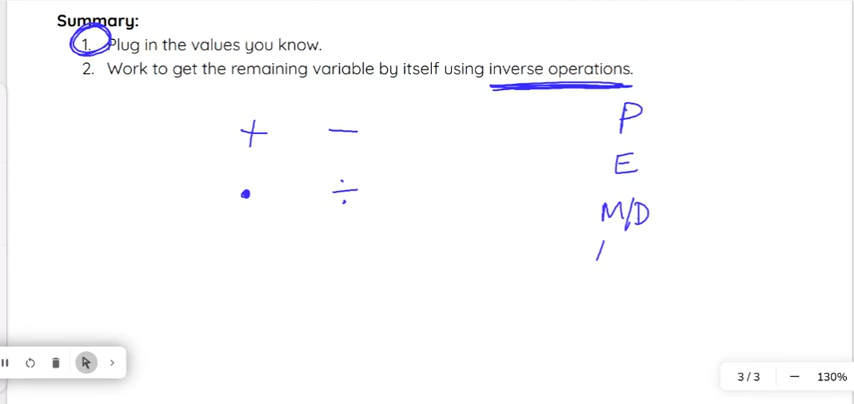 Summary:
1. Plug in the values you know.
2. Work to get the remaining variable by itself using inverse operations.
+ −
• ÷
P
E
M/D
/
3 / 3 − 130%